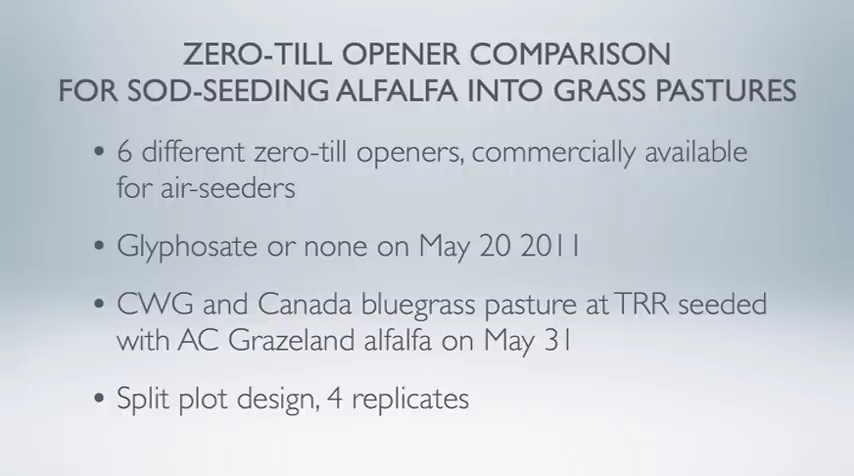 ZERO-TILL OPENER COMPARISON
FOR SOD-SEEDING ALFALFA INTO GRASS PASTURES
• 6 different zero-till openers, commercially available
for air-seeders
• Glyphosate or none on May 20 2011
• CWG and Canada bluegrass pasture at TRR seeded
with AC Grazeland alfalfa on May 31
• Split plot design, 4 replicates